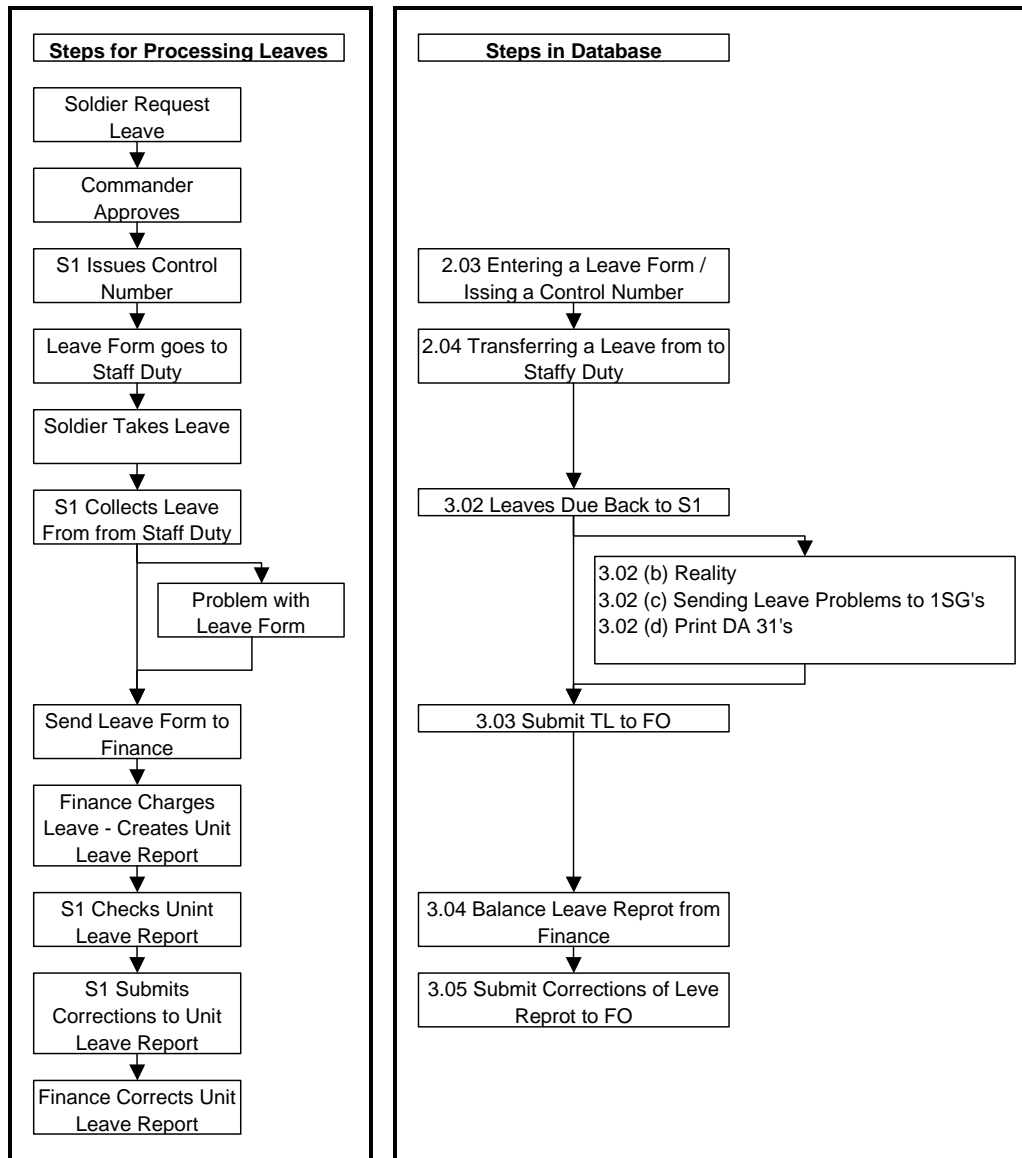 Steps for Processing Leaves
Soldier Request
Leave
Commander
Approves
S1 Issues Control
Number
Leave Form goes to
Staff Duty
Soldier Takes Leave
S1 Collects Leave
From from Staff Duty
Problem with
Leave Form
Send Leave Form to
Finance
Finance Charges
Leave - Creates Unit
Leave Report
S1 Checks Unint
Leave Report
S1 Submits
Corrections to Unit
Leave Report
Finance Corrects Unit
Leave Report
Steps in Database
2.03 Entering a Leave Form /
Issing a Control Number
2.04 Transferring a Leave from to
Staffy Duty
3.02 Leaves Due Back to S1
3.02 (b) Reality
3.02 (c) Sending Leave Problems to 1SG's
3.02 (d) Print DA 31's
3.03 Submit TL to FO
3.04 Balance Leave Reprot from
Finance
3.05 Submit Corrections of Leve
Reprot to FO